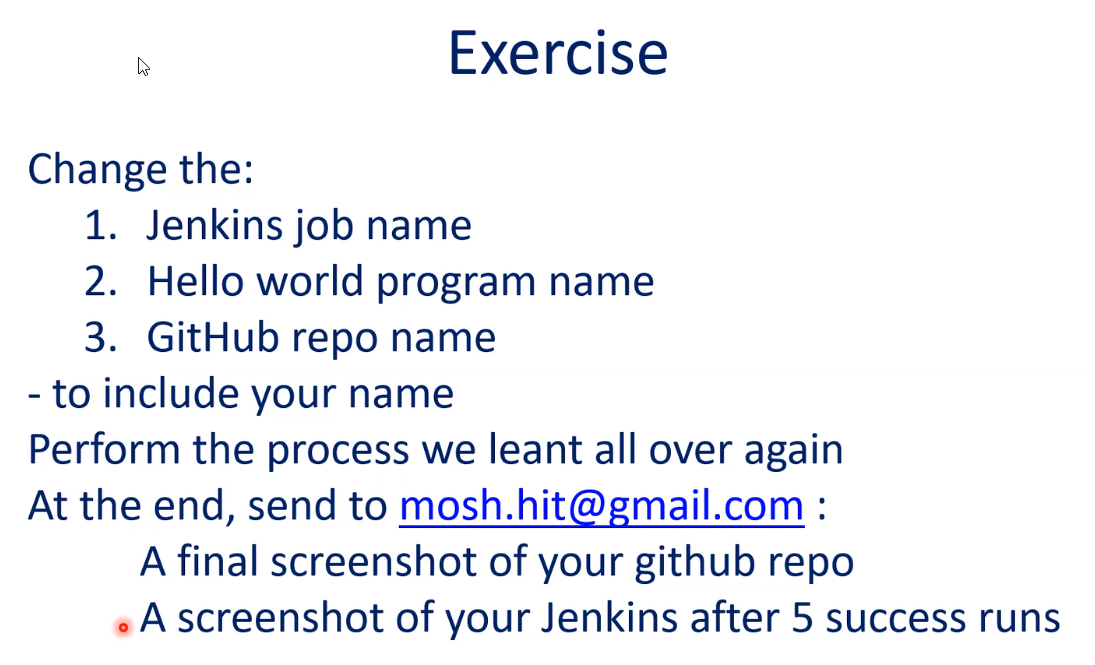 Exercise
Change the:
1. Jenkins job name
2. Hello world program name
3. GitHub repo name
- to include your name
Perform the process we leant all over again
At the end, send to mosh.hit@gmail.com :
A final screenshot of your github repo
A screenshot of your Jenkins after 5 success runs